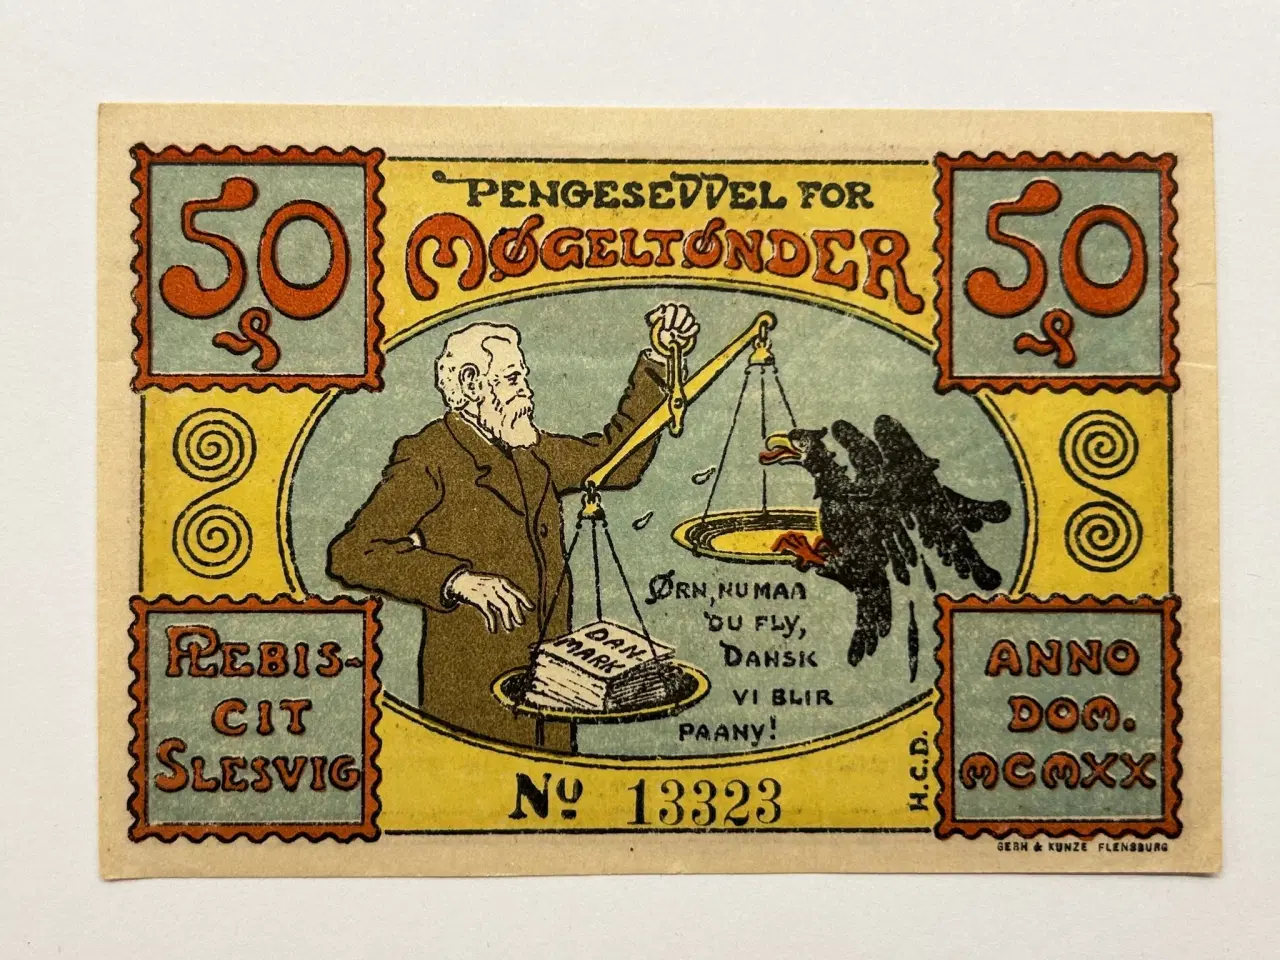 50
₰
PENGESEDDEL FOR
MØGELTØNDER
50
₰
ØRN, NU MAA
DU FLY,
DANSK
VI BLIR
PAANY!
DAN
MARK
PLEBIS-
CIT
SLESVIG
ANNO
DOM.
MCMXX
No 13323
H.C.D.
GEBH & KUNZE FLENSBURG